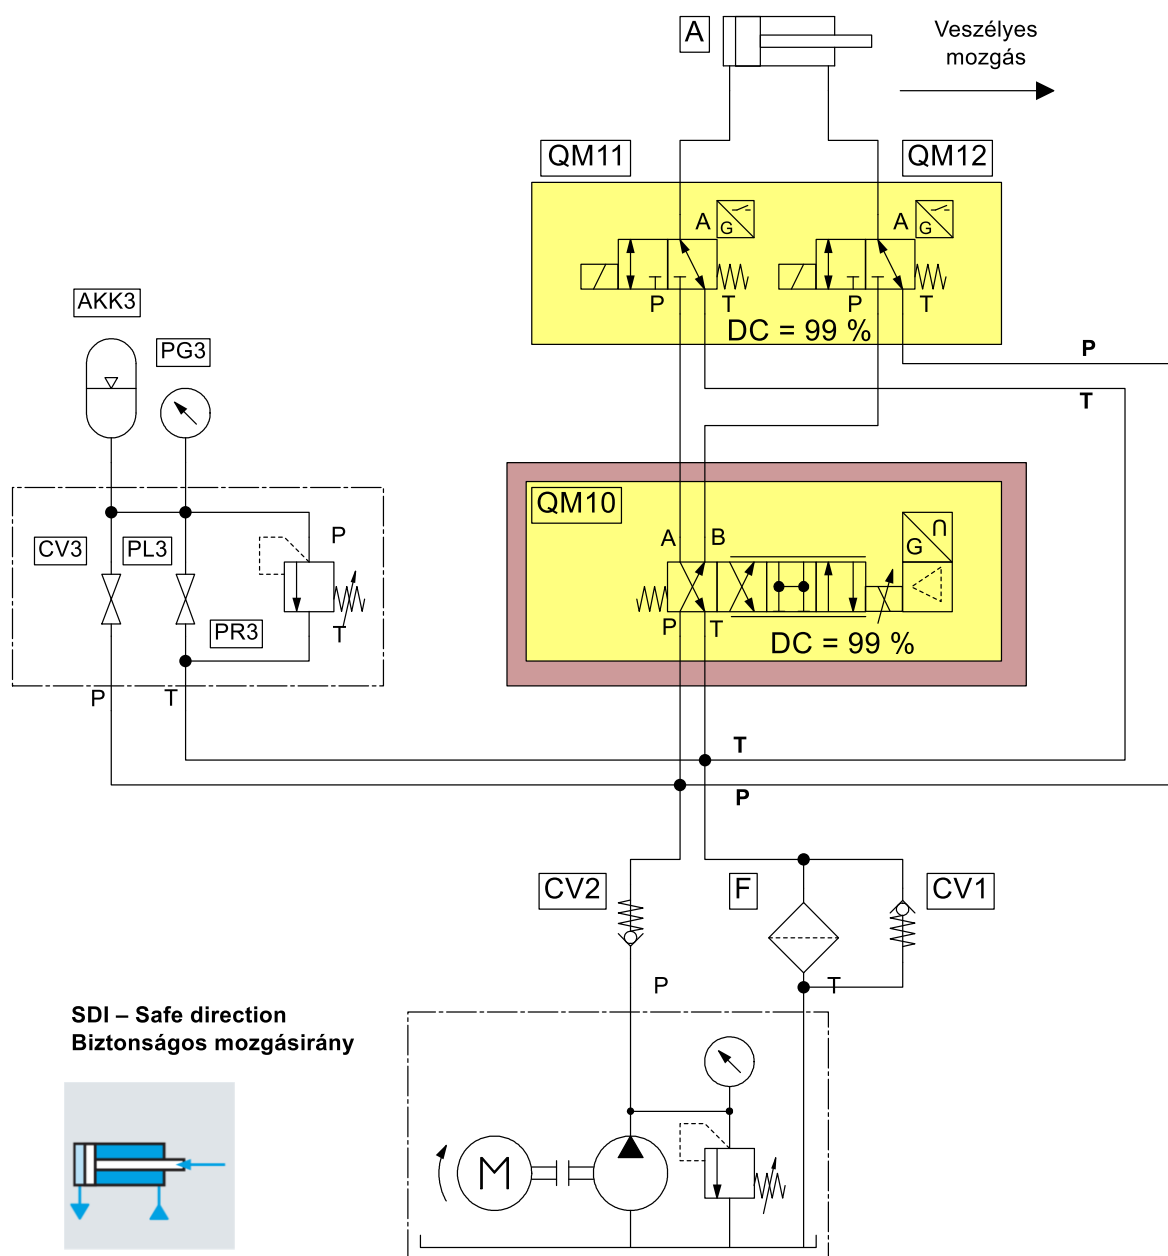 A
Veszélyes
mozgás
QM11
QM12
A
G
A
G
P
T
P
T
DC = 99 %
AKK3
PG3
P
T
QM10
A
B
G
P
T
DC = 99 %
CV3
PL3
P
PR3
T
P
T
T
P
CV2
F
CV1
P
T
SDI – Safe direction
Biztonságos mozgásirány
M